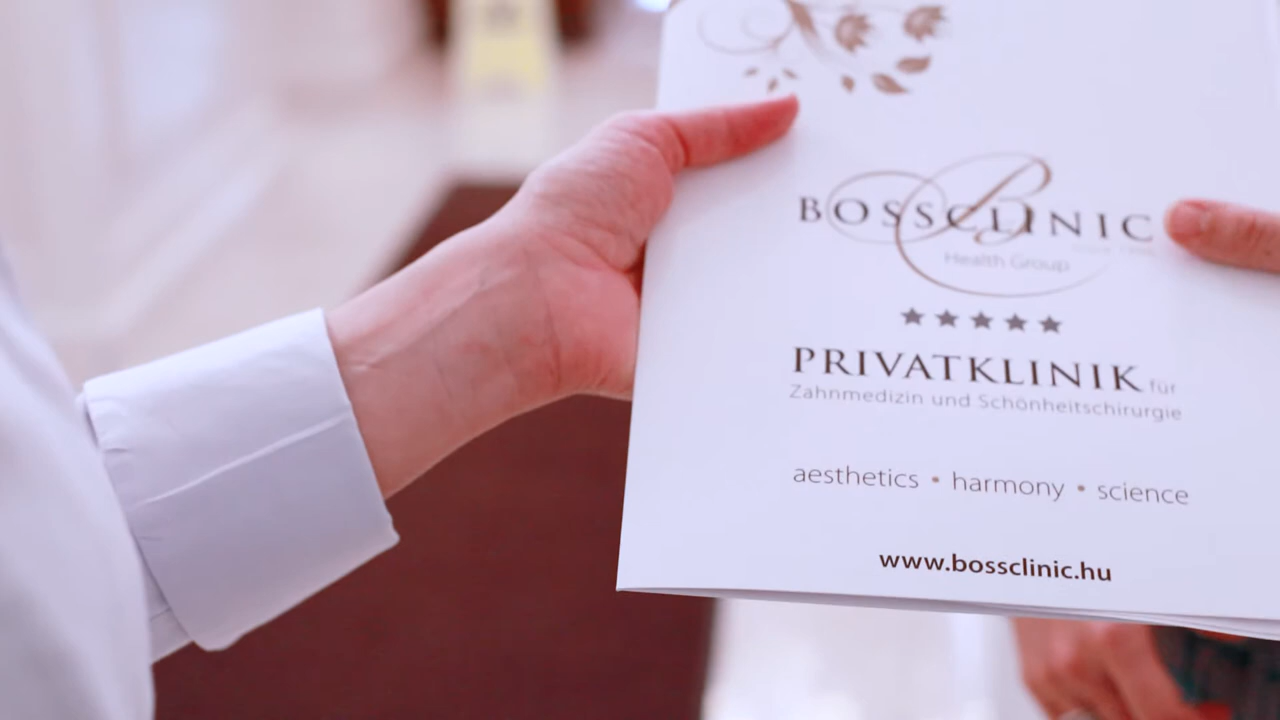 BOSSCLINIC
Health Group
PRIVATKLINIK für
Zahnmedizin und Schönheitschirurgie
aesthetics • harmony • science
www.bossclinic.hu